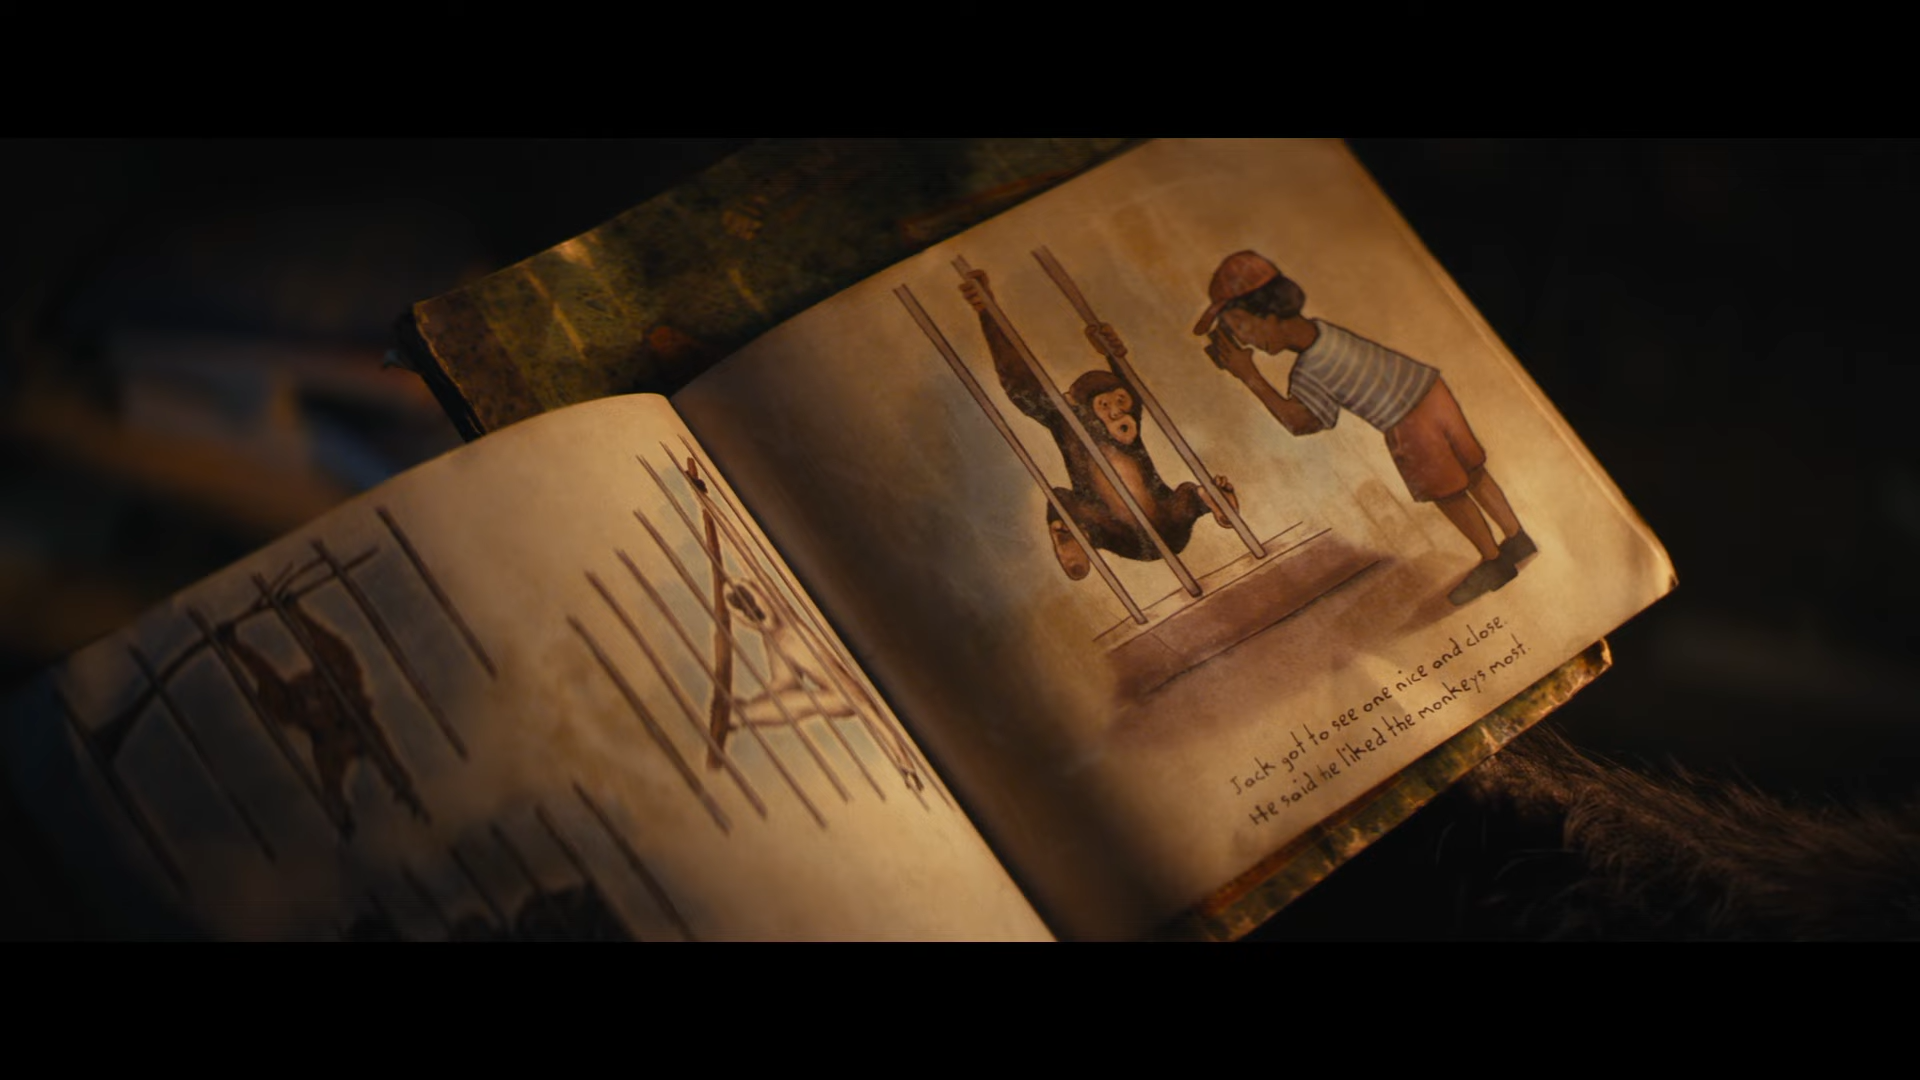 Jack got to see one nice and close.
He said he liked the monkeys most.